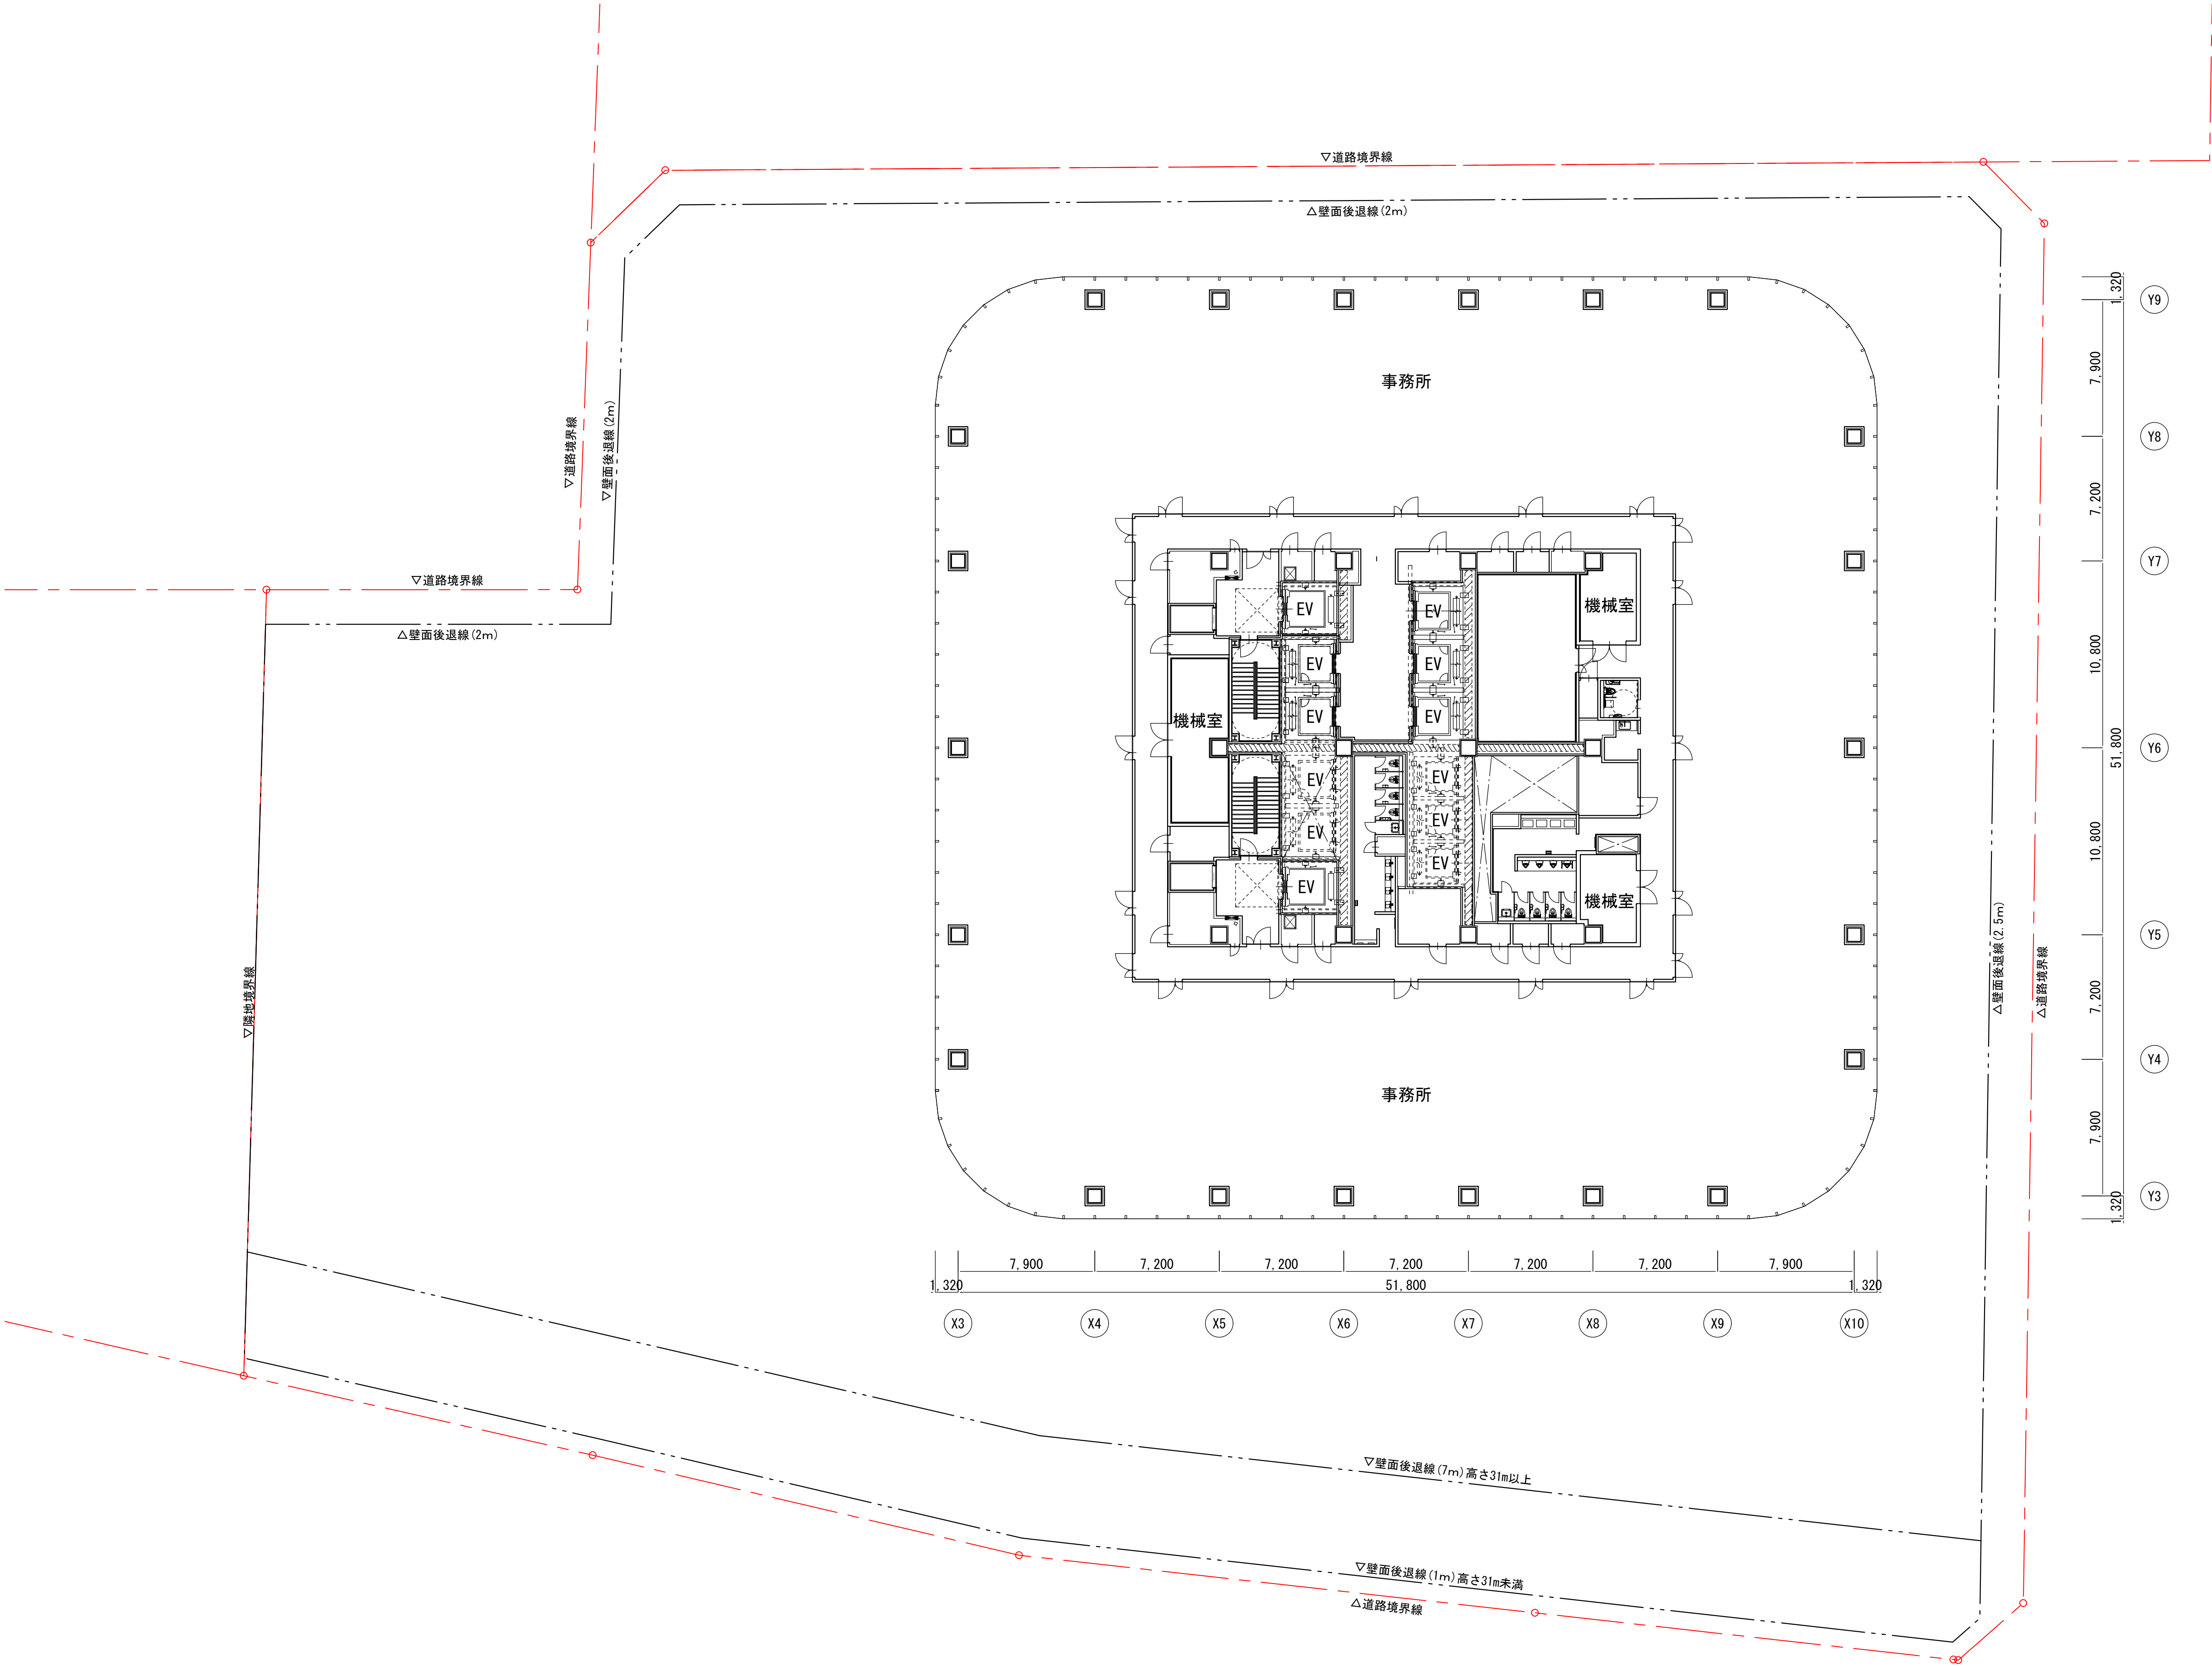 ▽道路境界線
△壁面後退線(2m)
1,320
Y9
7,900
事務所
▽道路境界線
▽壁面後退線(2m)
Y8
7,200
Y7
▽道路境界線
△壁面後退線(2m)
EV
EV
機械室
10,800
EV
EV
機械室
EV
EV
Y6
51,800
EV
EV
EV
EV
10,800
EV
EV
機械室
△壁面後退線(2.5m)
△道路境界線
Y5
▽隣地境界線
7,200
Y4
事務所
7,900
Y3
1,320
7,900
7,200
7,200
7,200
7,200
7,200
7,900
1,320
51,800
1,320
X3
X4
X5
X6
X7
X8
X9
X10
▽壁面後退線(7m)高さ31m以上
▽壁面後退線(1m)高さ31m未満
△道路境界線